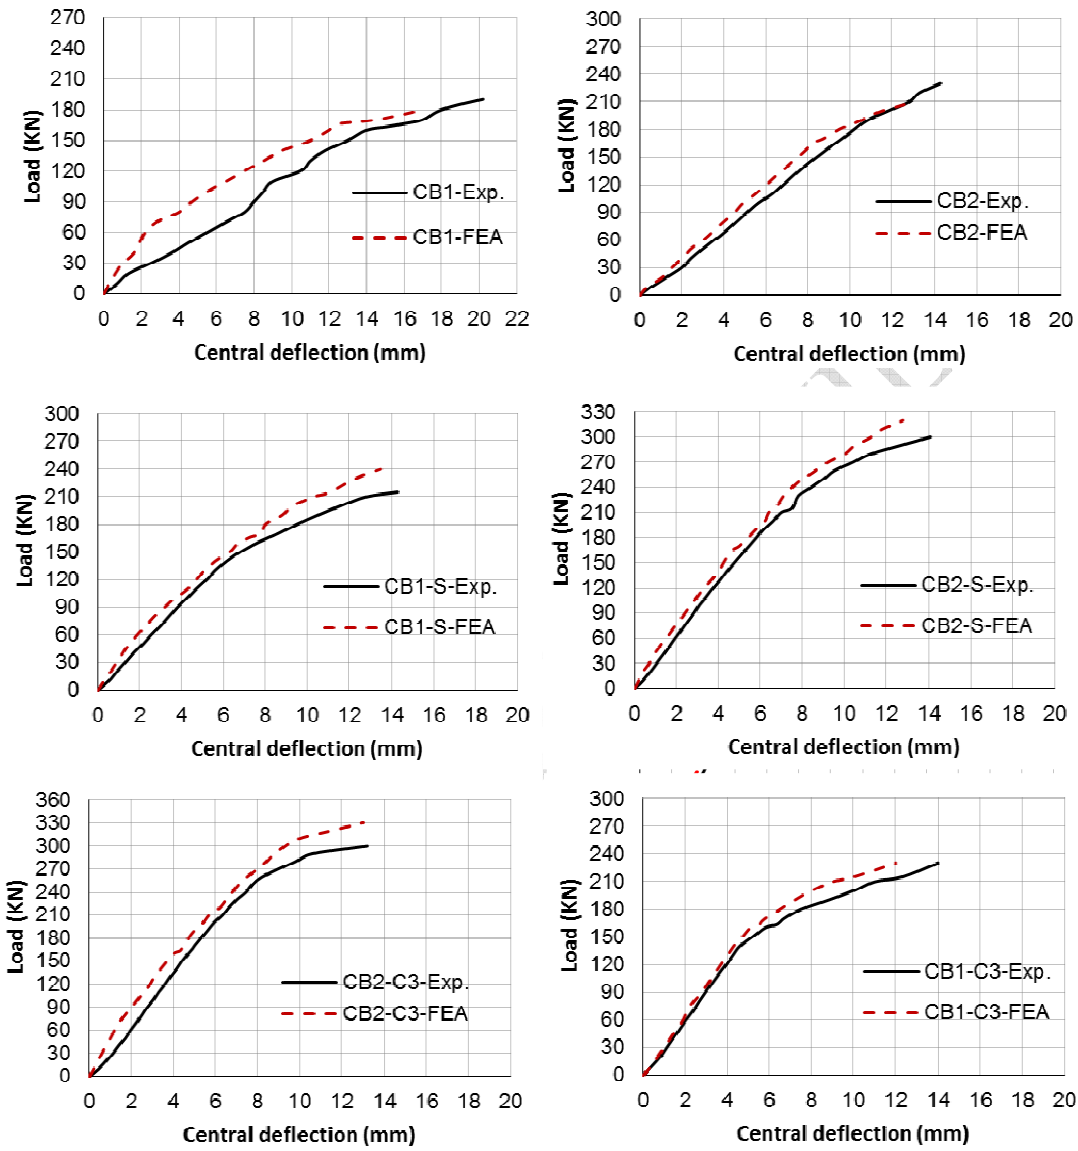 270
240
210
180
150
120
90
60
30
0
Load (KN)
CB1-Exp.
CB1-FEA
0 2 4 6 8 10 12 14 16 18 20 22
Central deflection (mm)
300
270
240
210
180
150
120
90
60
30
0
Load (KN)
CB2-Exp.
CB2-FEA
0 2 4 6 8 10 12 14 16 18 20
Central deflection (mm)
300
270
240
210
180
150
120
90
60
30
0
Load (KN)
CB1-S-Exp.
CB1-S-FEA
0 2 4 6 8 10 12 14 16 18 20
Central deflection (mm)
330
300
270
240
210
180
150
120
90
60
30
0
Load (KN)
CB2-S-Exp.
CB2-S-FEA
0 2 4 6 8 10 12 14 16 18 20
Central deflection (mm)
360
330
300
270
240
210
180
150
120
90
60
30
0
Load (KN)
CB2-C3-Exp.
CB2-C3-FEA
0 2 4 6 8 10 12 14 16 18 20
Central deflection (mm)
300
270
240
210
180
150
120
90
60
30
0
Load (KN)
CB1-C3-Exp.
CB1-C3-FEA
0 2 4 6 8 10 12 14 16 18 20
Central deflection (mm)